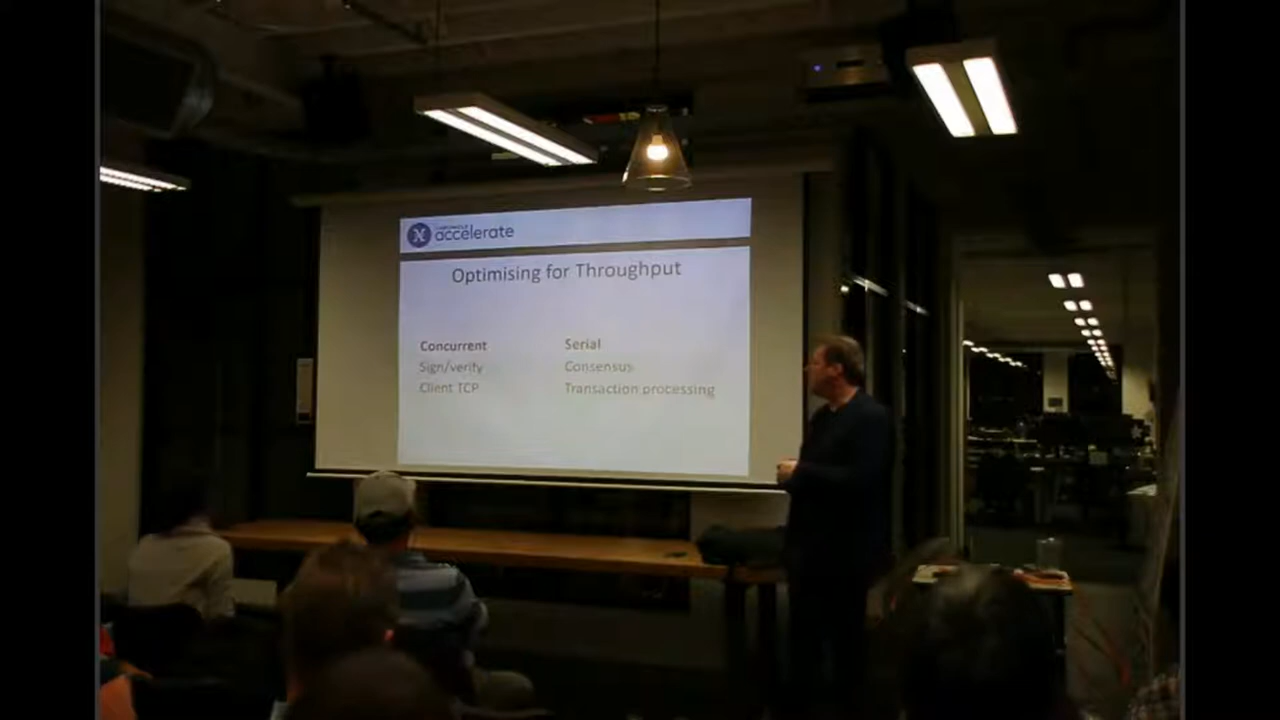 accelerate
Optimising for Throughput
Concurrent Serial
Sign/verify Consensus
Client TCP Transaction processing